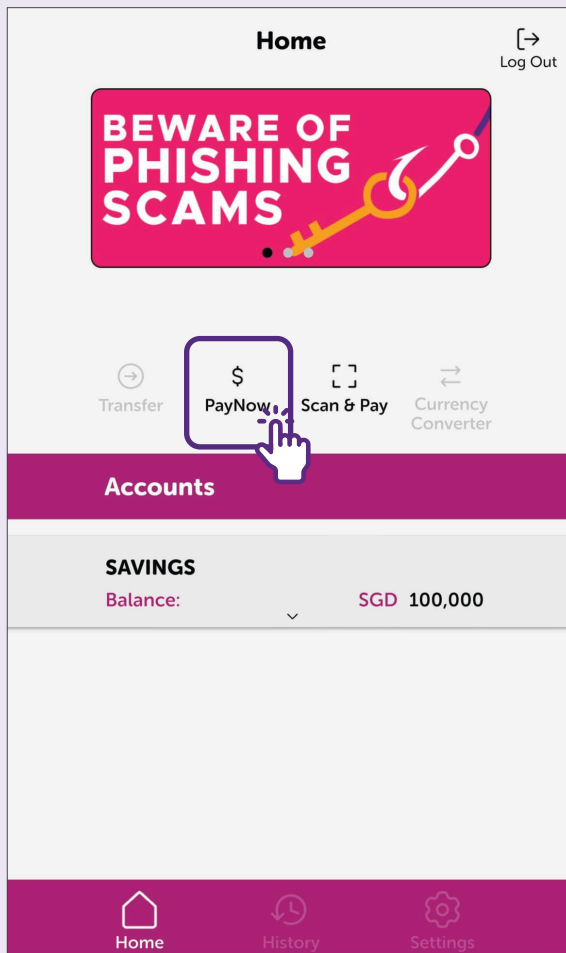 Home
Log Out
BEWARE OF
PHISHING
SCAMS
Transfer
$
PayNow
Scan & Pay
Currency
Converter
Accounts
SAVINGS
Balance: SGD 100,000
Home
History
Settings